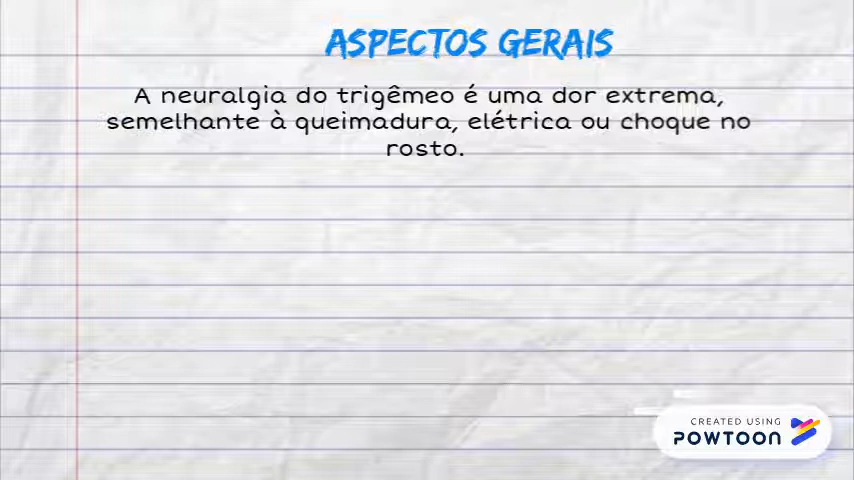 ASPECTOS GERAIS
A neuralgia do trigêmeo é uma dor extrema,
semelhante à queimadura, elétrica ou choque no
rosto.
CREATED USING
POWTOON